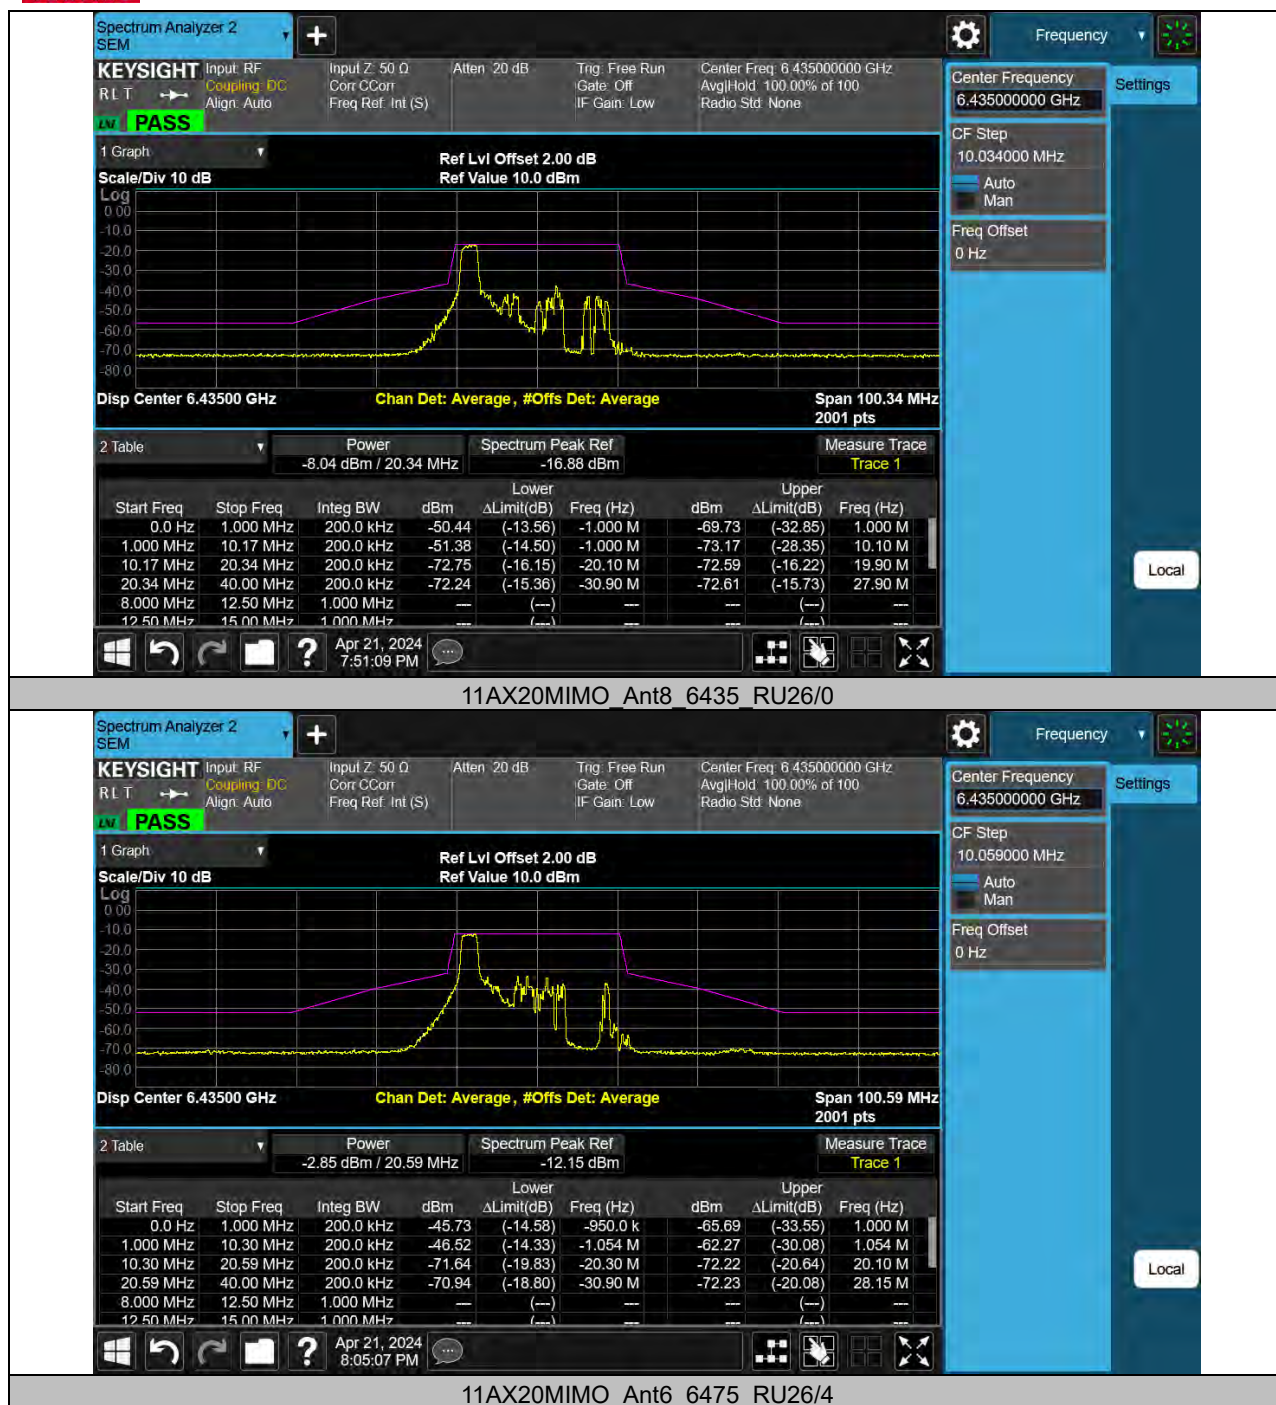 Spectrum Analyzer 2
SEM
Frequency
KEYSIGHT
RLT
LNI
PASS
Input: RF
Coupling: DC
Align: Auto
Input Z: 50 Ω
Corr CCorr
Freq Ref: Int (S)
Atten: 20 dB
Trig: Free Run
Gate: Off
IF Gain: Low
Center Freq: 6.435000000 GHz
Avg|Hold: 100.00% of 100
Radio Std: None
Center Frequency
6.435000000 GHz
Settings
CF Step
10.034000 MHz
Auto
Man
Freq Offset
0 Hz
Local
1 Graph
Scale/Div 10 dB
Ref Lvl Offset 2.00 dB
Ref Value 10.0 dBm
Log
0.00
-10.0
-20.0
-30.0
-40.0
-50.0
-60.0
-70.0
-80.0
Disp Center 6.43500 GHz
Chan Det: Average, #Offs Det: Average
Span 100.34 MHz
2001 pts
2 Table
Power
-8.04 dBm / 20.34 MHz
Spectrum Peak Ref
-16.88 dBm
Measure Trace
Trace 1
Lower Upper
Start Freq Stop Freq Integ BW dBm ΔLimit(dB) Freq (Hz) dBm ΔLimit(dB) Freq (Hz)
0.0 Hz 1.000 MHz 200.0 kHz -50.44 (-13.56) -1.000 M -69.73 (-32.85) 1.000 M
1.000 MHz 10.17 MHz 200.0 kHz -51.38 (-14.50) -1.000 M -73.17 (-28.35) 10.10 M
10.17 MHz 20.34 MHz 200.0 kHz -72.75 (-16.15) -20.10 M -72.59 (-16.22) 19.90 M
20.34 MHz 40.00 MHz 200.0 kHz -72.24 (-15.36) -30.90 M -72.61 (-15.73) 27.90 M
8.000 MHz 12.50 MHz 1.000 MHz --- (---) --- --- (---) ---
12.50 MHz 15.00 MHz 1.000 MHz --- (---) --- --- (---) ---
Apr 21, 2024
7:51:09 PM
11AX20MIMO_Ant8_6435_RU26/0
Spectrum Analyzer 2
SEM
Frequency
KEYSIGHT
RLT
LNI
PASS
Input: RF
Coupling: DC
Align: Auto
Input Z: 50 Ω
Corr CCorr
Freq Ref: Int (S)
Atten: 20 dB
Trig: Free Run
Gate: Off
IF Gain: Low
Center Freq: 6.435000000 GHz
Avg|Hold: 100.00% of 100
Radio Std: None
Center Frequency
6.435000000 GHz
Settings
CF Step
10.059000 MHz
Auto
Man
Freq Offset
0 Hz
Local
1 Graph
Scale/Div 10 dB
Ref Lvl Offset 2.00 dB
Ref Value 10.0 dBm
Log
0.00
-10.0
-20.0
-30.0
-40.0
-50.0
-60.0
-70.0
-80.0
Disp Center 6.43500 GHz
Chan Det: Average, #Offs Det: Average
Span 100.59 MHz
2001 pts
2 Table
Power
-2.85 dBm / 20.59 MHz
Spectrum Peak Ref
-12.15 dBm
Measure Trace
Trace 1
Lower Upper
Start Freq Stop Freq Integ BW dBm ΔLimit(dB) Freq (Hz) dBm ΔLimit(dB) Freq (Hz)
0.0 Hz 1.000 MHz 200.0 kHz -45.73 (-14.58) -950.0 k -65.69 (-33.55) 1.000 M
1.000 MHz 10.30 MHz 200.0 kHz -46.52 (-14.33) -1.054 M -62.27 (-30.08) 1.054 M
10.30 MHz 20.59 MHz 200.0 kHz -71.64 (-19.83) -20.30 M -72.22 (-20.64) 20.10 M
20.59 MHz 40.00 MHz 200.0 kHz -70.94 (-18.80) -30.90 M -72.23 (-20.08) 28.15 M
8.000 MHz 12.50 MHz 1.000 MHz --- (---) --- --- (---) ---
12.50 MHz 15.00 MHz 1.000 MHz --- (---) --- --- (---) ---
Apr 21, 2024
8:05:07 PM
11AX20MIMO_Ant6_6475_RU26/4